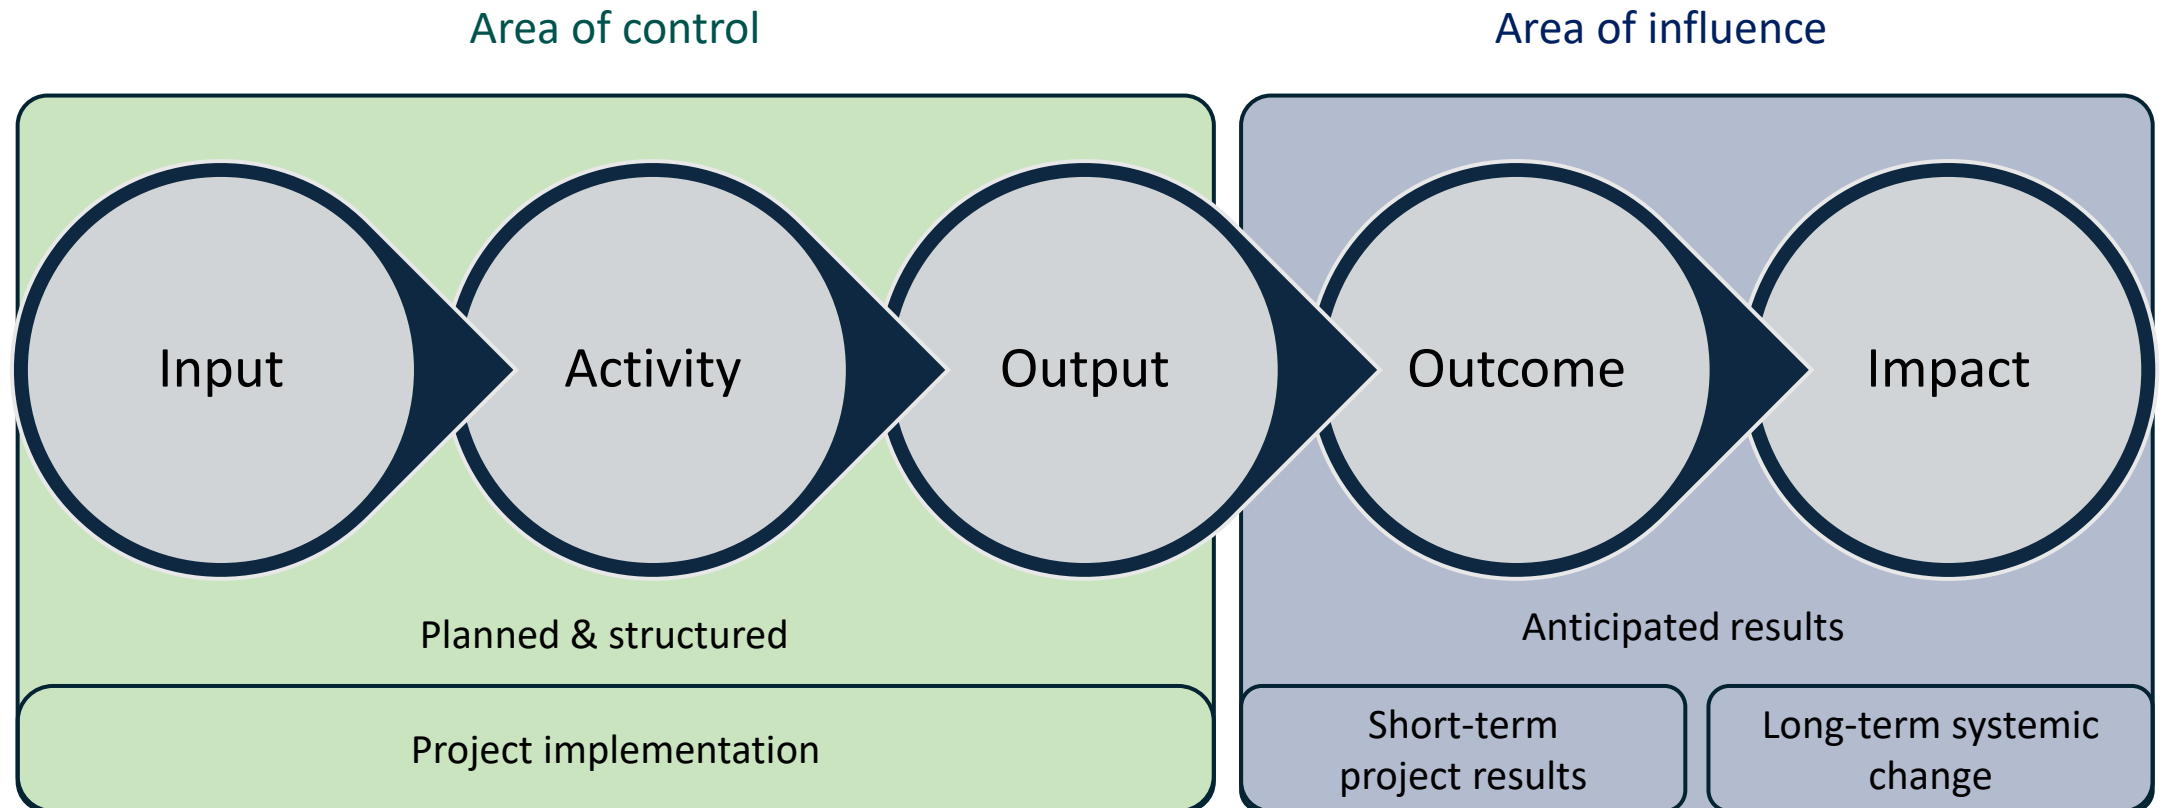 Area of control
Area of influence
Input
Activity
Output
Outcome
Impact
Planned & structured
Anticipated results
Project implementation
Short-term
project results
Long-term systemic
change